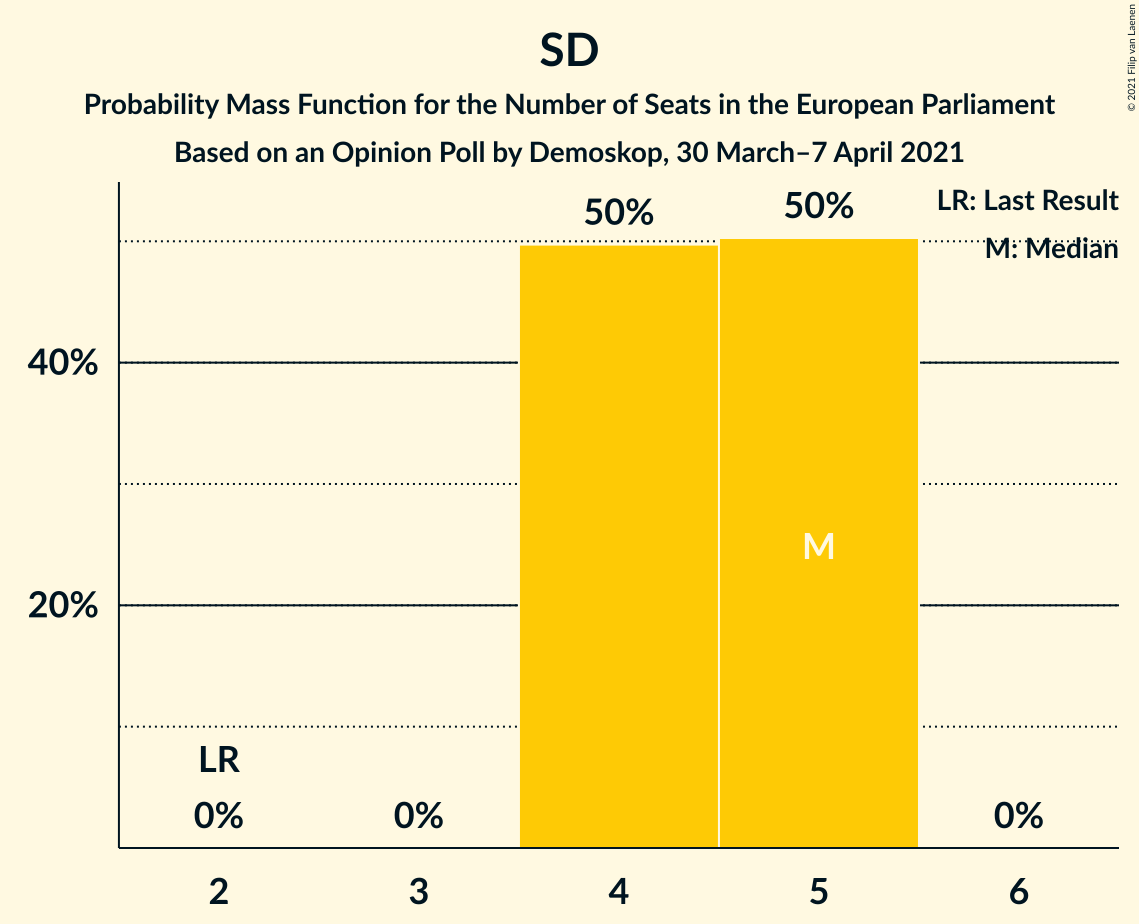 SD
Probability Mass Function for the Number of Seats in the European Parliament
Based on an Opinion Poll by Demoskop, 30 March–7 April 2021
© 2021 Filip van Laenen
LR: Last Result
M: Median
50%
50%
40%
20%
M
LR
0%
0%
0%
2
3
4
5
6